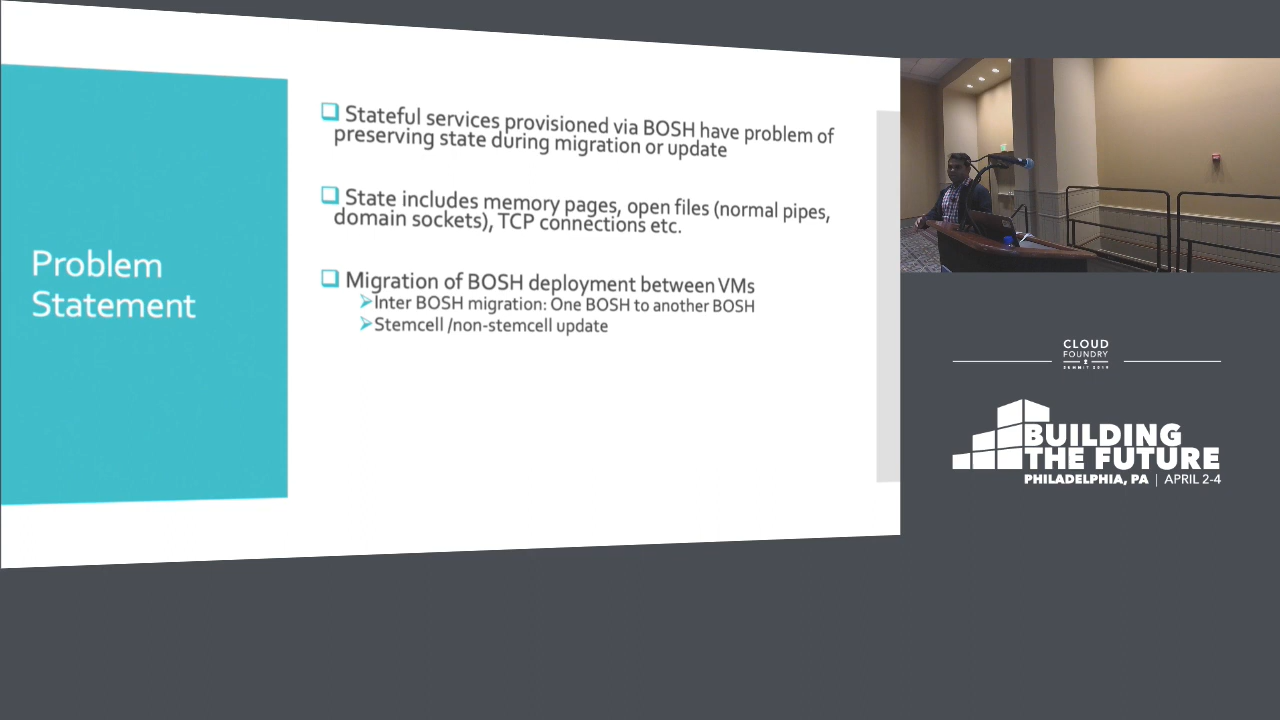 Problem
Statement
Stateful services provisioned via BOSH have problem of
preserving state during migration or update
State includes memory pages, open files (normal pipes,
domain sockets), TCP connections etc.
Migration of BOSH deployment between VMs
Inter BOSH migration: One BOSH to another BOSH
Stemcell /non-stemcell update
CLOUD
FOUNDRY
SUMMIT 2019
BUILDING
THE FUTURE
PHILADELPHIA, PA | APRIL 2-4